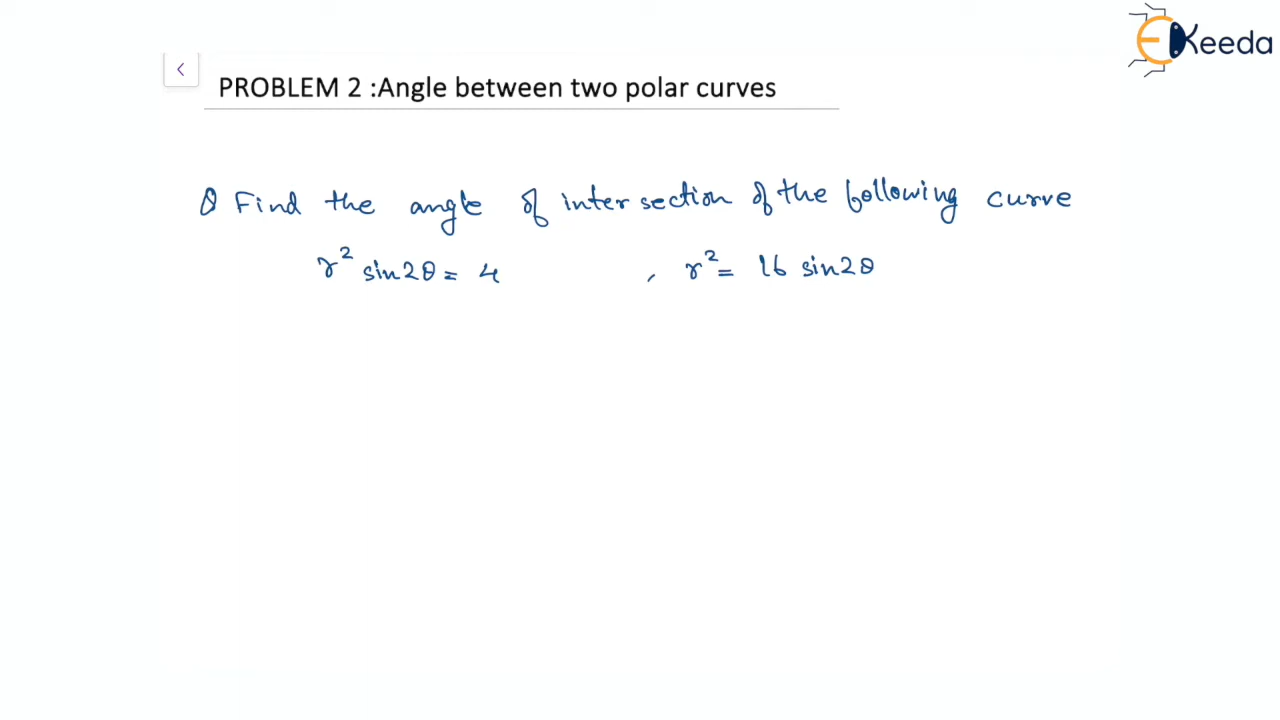 EKeeda
PROBLEM 2 :Angle between two polar curves
Q Find the angle of intersection of the following curve
r² sin2θ = 4 , r² = 16 sin2θ